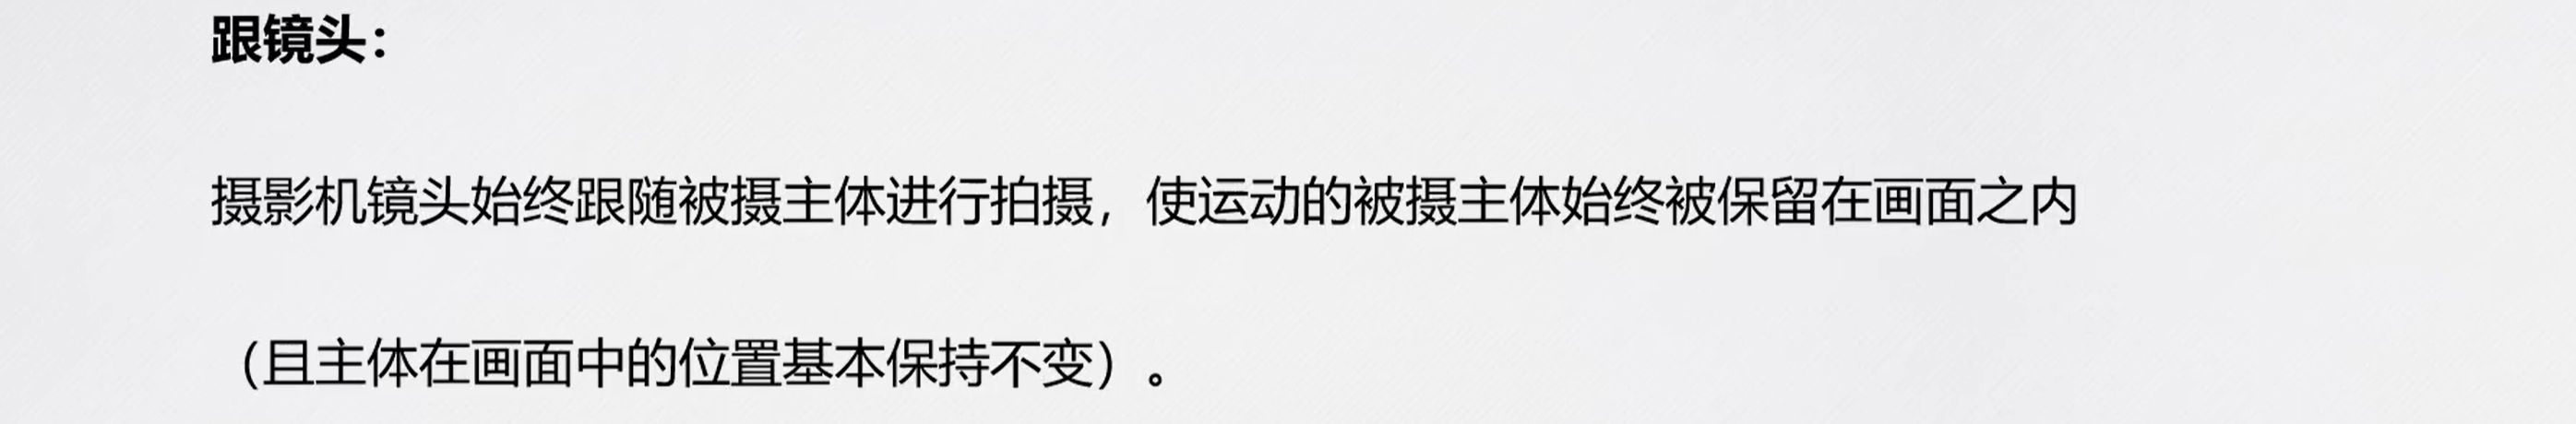 跟镜头：
摄影机镜头始终跟随被摄主体进行拍摄，使运动的被摄主体始终被保留在画面之内
（且主体在画面中的位置基本保持不变）。